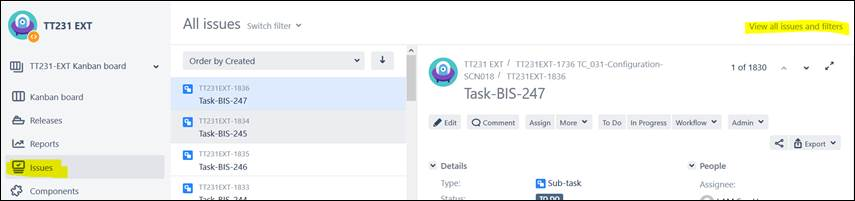 TT231 EXT
TT231-EXT Kanban board
Kanban board
Releases
Reports
Issues
Components
All issues Switch filter
View all issues and filters
Order by Created
TT231EXT-1836
Task-BIS-247
TT231EXT-1834
Task-BIS-245
TT231EXT-1835
Task-BIS-246
TT231EXT-1833
TT231 EXT / TT231EXT-1736 TC_031-Configuration-
SCN018 / TT231EXT-1836
Task-BIS-247
1 of 1830
Edit Comment Assign More To Do In Progress Workflow Admin
Export
Details
Type: Sub-task
Status: TO DO
People
Assignee: